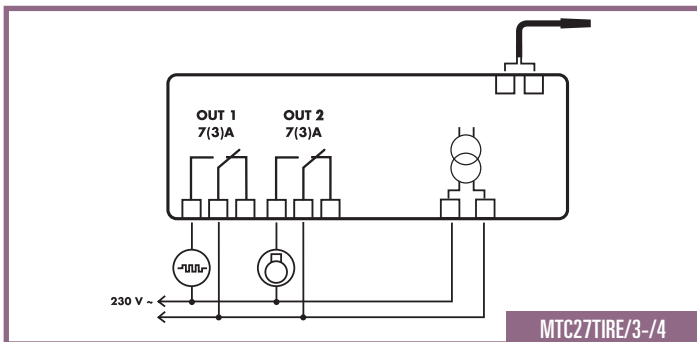 OUT 1 OUT 2
7(3)A 7(3)A
230 V ~
MTC27TIRE/3-/4